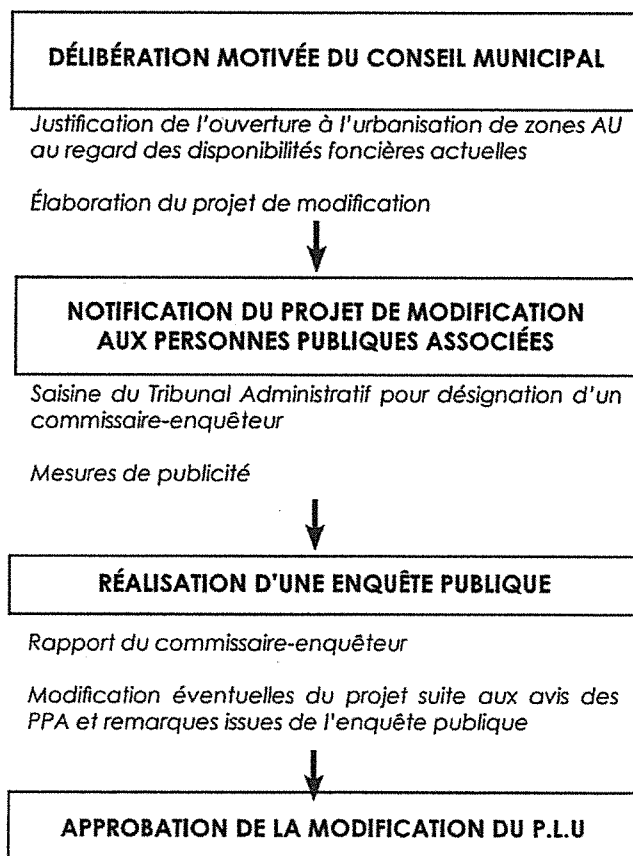 DÉLIBÉRATION MOTIVÉE DU CONSEIL MUNICIPAL
Justification de l'ouverture à l'urbanisation de zones AU
au regard des disponibilités foncières actuelles
Élaboration du projet de modification
NOTIFICATION DU PROJET DE MODIFICATION
AUX PERSONNES PUBLIQUES ASSOCIÉES
Saisine du Tribunal Administratif pour désignation d'un
commissaire-enquêteur
Mesures de publicité
RÉALISATION D'UNE ENQUÊTE PUBLIQUE
Rapport du commissaire-enquêteur
Modification éventuelles du projet suite aux avis des
PPA et remarques issues de l'enquête publique
APPROBATION DE LA MODIFICATION DU P.L.U